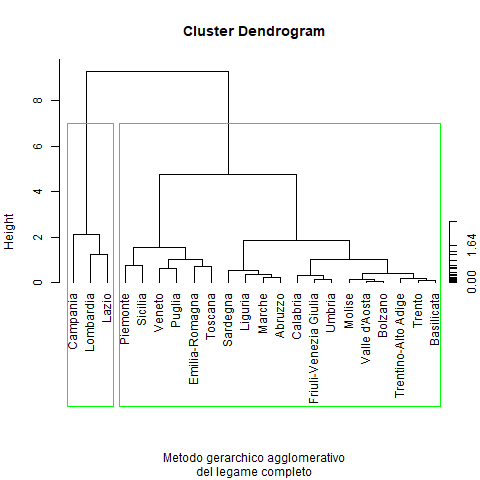 Cluster Dendrogram
Height
0
2
4
6
8
Campania
Lombardia
Lazio
Piemonte
Sicilia
Veneto
Puglia
Emilia-Romagna
Toscana
Sardegna
Liguria
Marche
Abruzzo
Calabria
Friuli-Venezia Giulia
Umbria
Molise
Valle d'Aosta
Bolzano
Trentino-Alto Adige
Trento
Basilicata
0.00
1.64
Metodo gerarchico agglomerativo
del legame completo